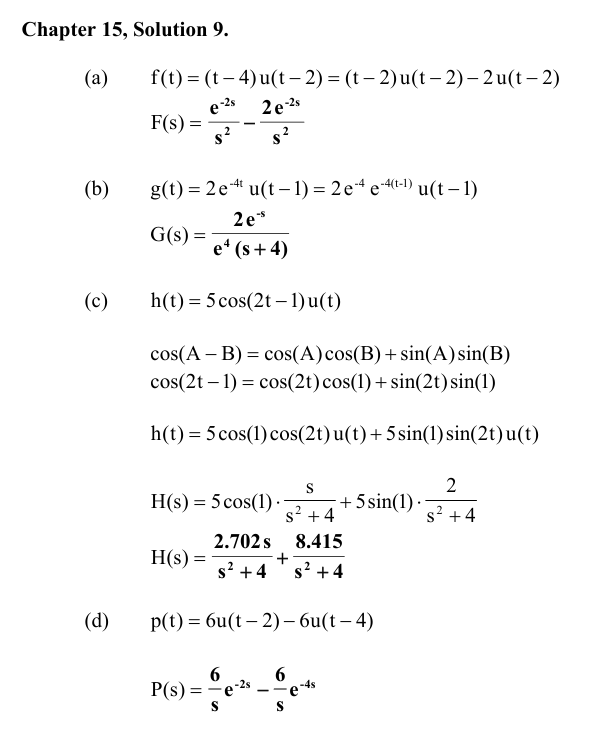 Chapter 15, Solution 9.
(a) f(t) = (t – 4) u(t – 2) = (t – 2) u(t – 2) – 2 u(t – 2)
F(s) = e^-2s / s^2 – 2 e^-2s / s^2
(b) g(t) = 2 e^-4t u(t – 1) = 2 e^-4 e^-4(t-1) u(t – 1)
G(s) = 2 e^-s / e^4 (s + 4)
(c) h(t) = 5 cos(2t – 1) u(t)
cos(A – B) = cos(A) cos(B) + sin(A) sin(B)
cos(2t – 1) = cos(2t) cos(1) + sin(2t) sin(1)
h(t) = 5 cos(1) cos(2t) u(t) + 5 sin(1) sin(2t) u(t)
H(s) = 5 cos(1) · s / s^2 + 4 + 5 sin(1) · 2 / s^2 + 4
H(s) = 2.702 s / s^2 + 4 + 8.415 / s^2 + 4
(d) p(t) = 6u(t – 2) – 6u(t – 4)
P(s) = 6 / s e^-2s – 6 / s e^-4s